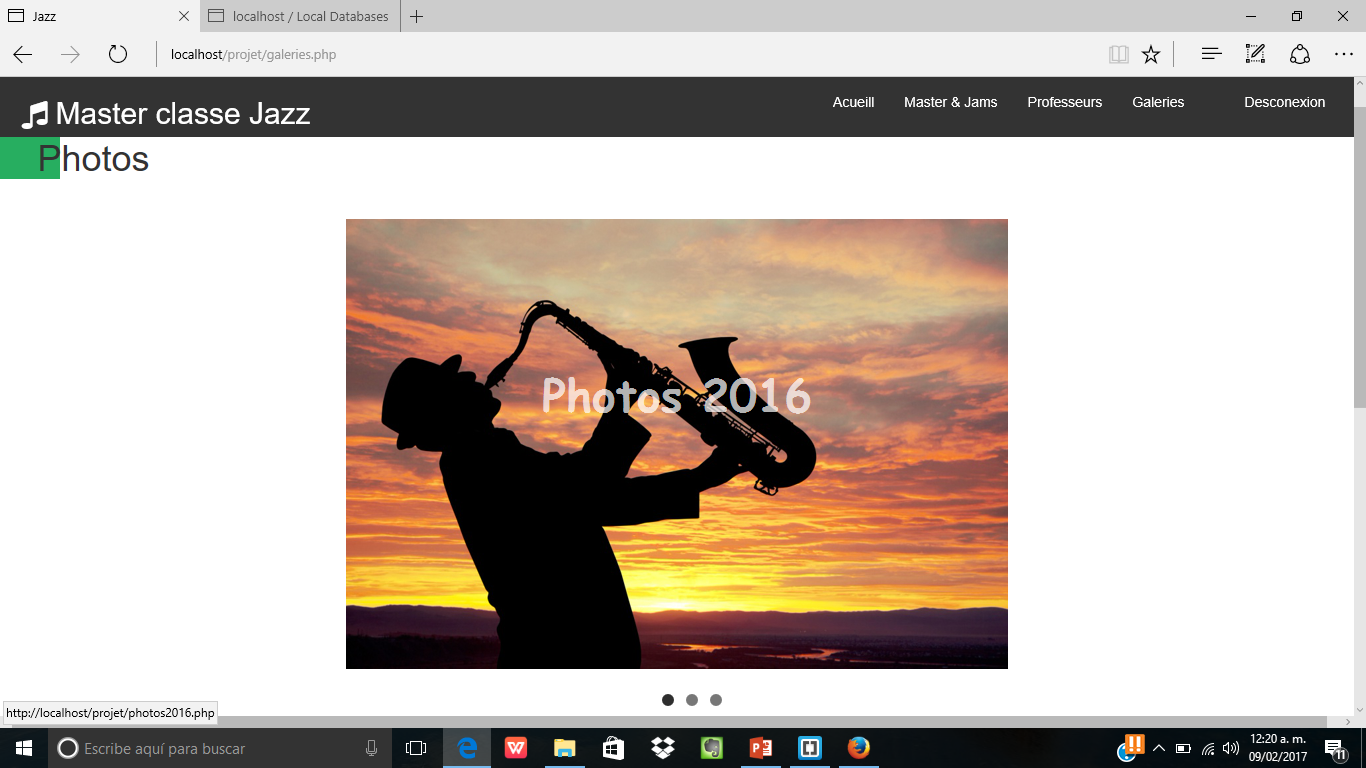 Jazz
localhost / Local Databases
localhost/projet/galeries.php
Master classe Jazz
Acueill
Master & Jams
Professeurs
Galeries
Desconexion
Photos
Photos 2016
http://localhost/projet/photos2016.php
Escribe aquí para buscar
12:20 a. m.
09/02/2017
11